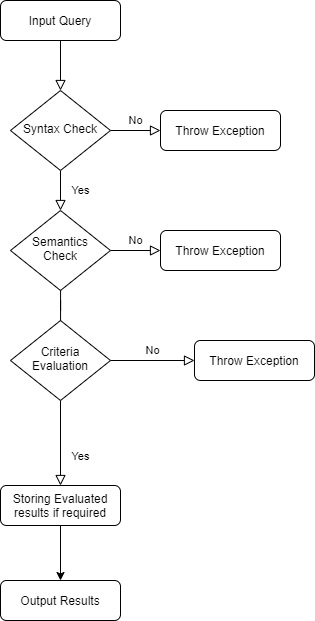 Input Query
Syntax Check
No
Throw Exception
Yes
Semantics
Check
No
Throw Exception
Criteria
Evaluation
No
Throw Exception
Yes
Storing Evaluated
results if required
Output Results